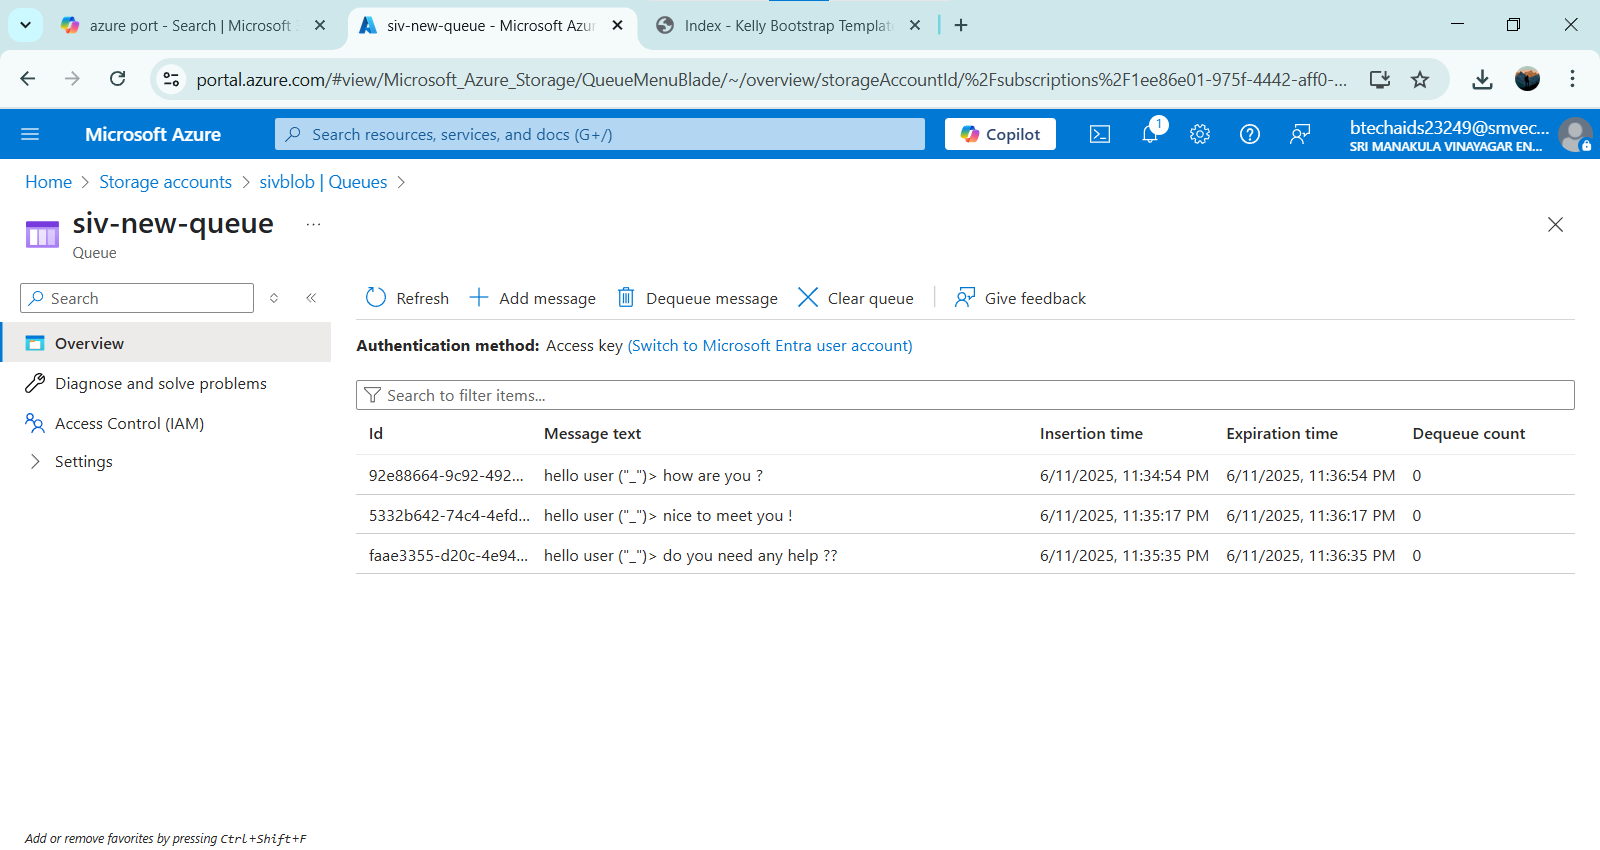 azure port - Search | Microsoft
siv-new-queue - Microsoft Azur
Index - Kelly Bootstrap Template
portal.azure.com/#view/Microsoft_Azure_Storage/QueueMenuBlade/~/overview/storageAccountId/%2Fsubscriptions%2F1ee86e01-975f-4442-aff0-...
Microsoft Azure
Search resources, services, and docs (G+/)
Copilot
1
btechaids23249@smvec...
SRI MANAKULA VINAYAGAR EN...
Home > Storage accounts > sivblob | Queues >
siv-new-queue ...
Queue
Search
Refresh Add message Dequeue message Clear queue Give feedback
Overview
Diagnose and solve problems
Access Control (IAM)
Settings
Authentication method: Access key (Switch to Microsoft Entra user account)
Search to filter items...
Id Message text Insertion time Expiration time Dequeue count
92e88664-9c92-492... hello user ("_")> how are you ? 6/11/2025, 11:34:54 PM 6/11/2025, 11:36:54 PM 0
5332b642-74c4-4efd... hello user ("_")> nice to meet you ! 6/11/2025, 11:35:17 PM 6/11/2025, 11:36:17 PM 0
faae3355-d20c-4e94... hello user ("_")> do you need any help ?? 6/11/2025, 11:35:35 PM 6/11/2025, 11:36:35 PM 0
Add or remove favorites by pressing Ctrl+Shift+F